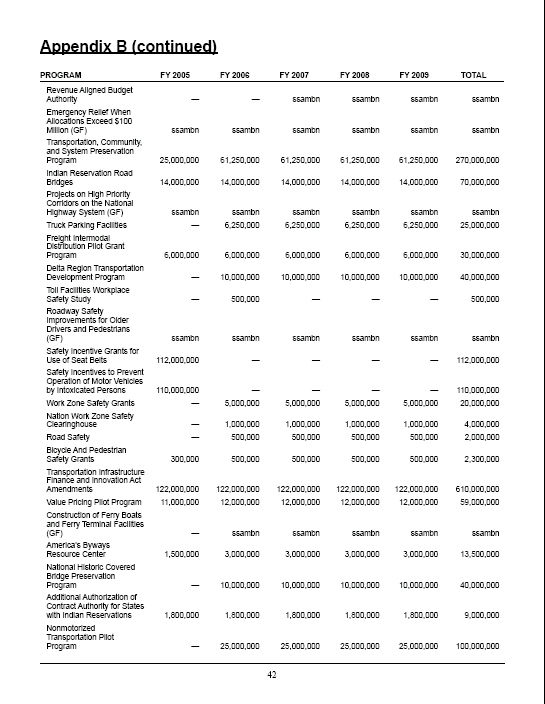 Appendix B (continued)
PROGRAM FY 2005 FY 2006 FY 2007 FY 2008 FY 2009 TOTAL
Revenue Aligned Budget
Authority — — ssambn ssambn ssambn ssambn
Emergency Relief When
Allocations Exceed $100
Million (GF) ssambn ssambn ssambn ssambn ssambn ssambn
Transportation, Community,
and System Preservation
Program 25,000,000 61,250,000 61,250,000 61,250,000 61,250,000 270,000,000
Indian Reservation Road
Bridges 14,000,000 14,000,000 14,000,000 14,000,000 14,000,000 70,000,000
Projects on High Priority
Corridors on the National
Highway System (GF) ssambn ssambn ssambn ssambn ssambn ssambn
Truck Parking Facilities — 6,250,000 6,250,000 6,250,000 6,250,000 25,000,000
Freight Intermodal
Distribution Pilot Grant
Program 6,000,000 6,000,000 6,000,000 6,000,000 6,000,000 30,000,000
Delta Region Transportation
Development Program — 10,000,000 10,000,000 10,000,000 10,000,000 40,000,000
Toll Facilities Workplace
Safety Study — 500,000 — — — 500,000
Roadway Safety
Improvements for Older
Drivers and Pedestrians
(GF) ssambn ssambn ssambn ssambn ssambn ssambn
Safety Incentive Grants for
Use of Seat Belts 112,000,000 — — — — 112,000,000
Safety Incentives to Prevent
Operation of Motor Vehicles
by Intoxicated Persons 110,000,000 — — — — 110,000,000
Work Zone Safety Grants — 5,000,000 5,000,000 5,000,000 5,000,000 20,000,000
Nation Work Zone Safety
Clearinghouse — 1,000,000 1,000,000 1,000,000 1,000,000 4,000,000
Road Safety — 500,000 500,000 500,000 500,000 2,000,000
Bicycle And Pedestrian
Safety Grants 300,000 500,000 500,000 500,000 500,000 2,300,000
Transportation Infrastructure
Finance and Innovation Act
Amendments 122,000,000 122,000,000 122,000,000 122,000,000 122,000,000 610,000,000
Value Pricing Pilot Program 11,000,000 12,000,000 12,000,000 12,000,000 12,000,000 59,000,000
Construction of Ferry Boats
and Ferry Terminal Facilities
(GF) — ssambn ssambn ssambn ssambn ssambn
America's Byways
Resource Center 1,500,000 3,000,000 3,000,000 3,000,000 3,000,000 13,500,000
National Historic Covered
Bridge Preservation
Program — 10,000,000 10,000,000 10,000,000 10,000,000 40,000,000
Additional Authorization of
Contract Authority for States
with Indian Reservations 1,800,000 1,800,000 1,800,000 1,800,000 1,800,000 9,000,000
Nonmotorized
Transportation Pilot
Program — 25,000,000 25,000,000 25,000,000 25,000,000 100,000,000
42